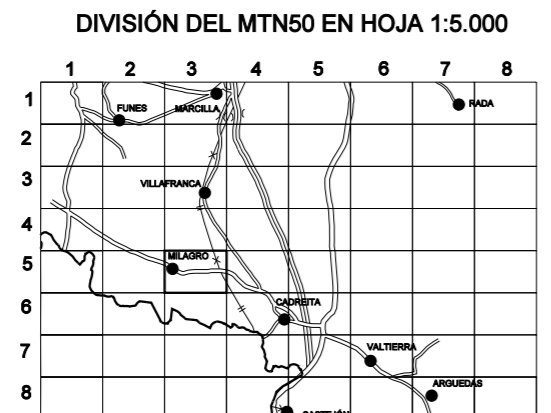 DIVISIÓN DEL MTN50 EN HOJA 1:5.000
1 2 3 4 5 6 7 8
1
FUNES
MARCILLA
RADA
2
3
VILLAFRANCA
4
5
MILAGRO
6
CADREITA
7
VALTIERRA
8
ARGUEDAS